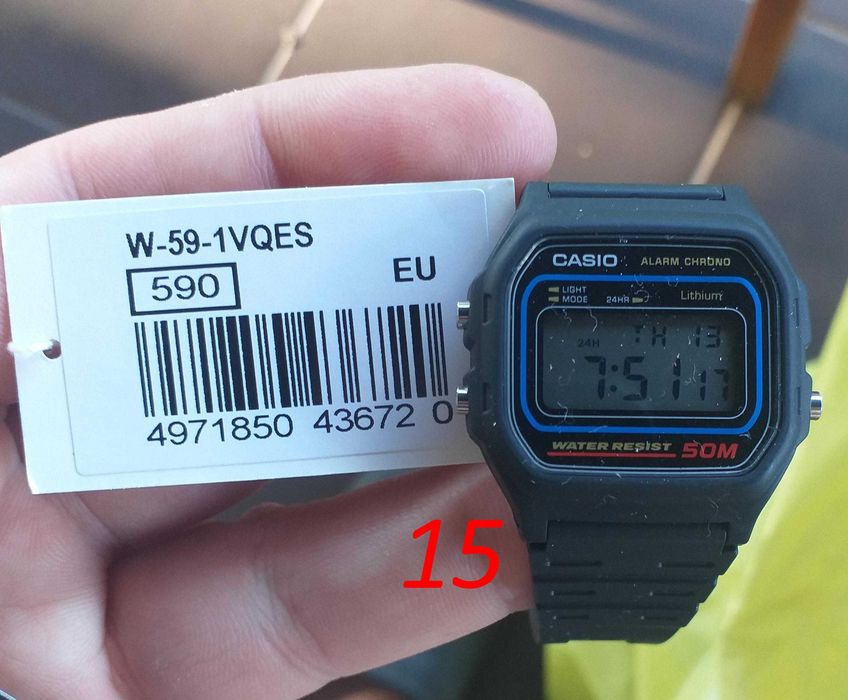 W-59-1VQES
590
EU
4971850 43672 0
CASIO ALARM CHRONO
LIGHT
MODE 24HR Lithium
24H TH 13
7:51 17
WATER RESIST 50M
15